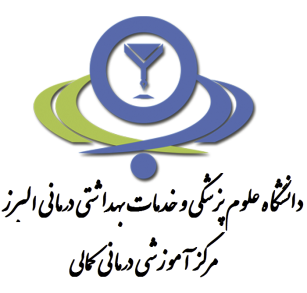 دانشگاه علوم پزشکی و خدمات بهداشتی درمانی البرز
مرکز آموزشی درمانی کمالی